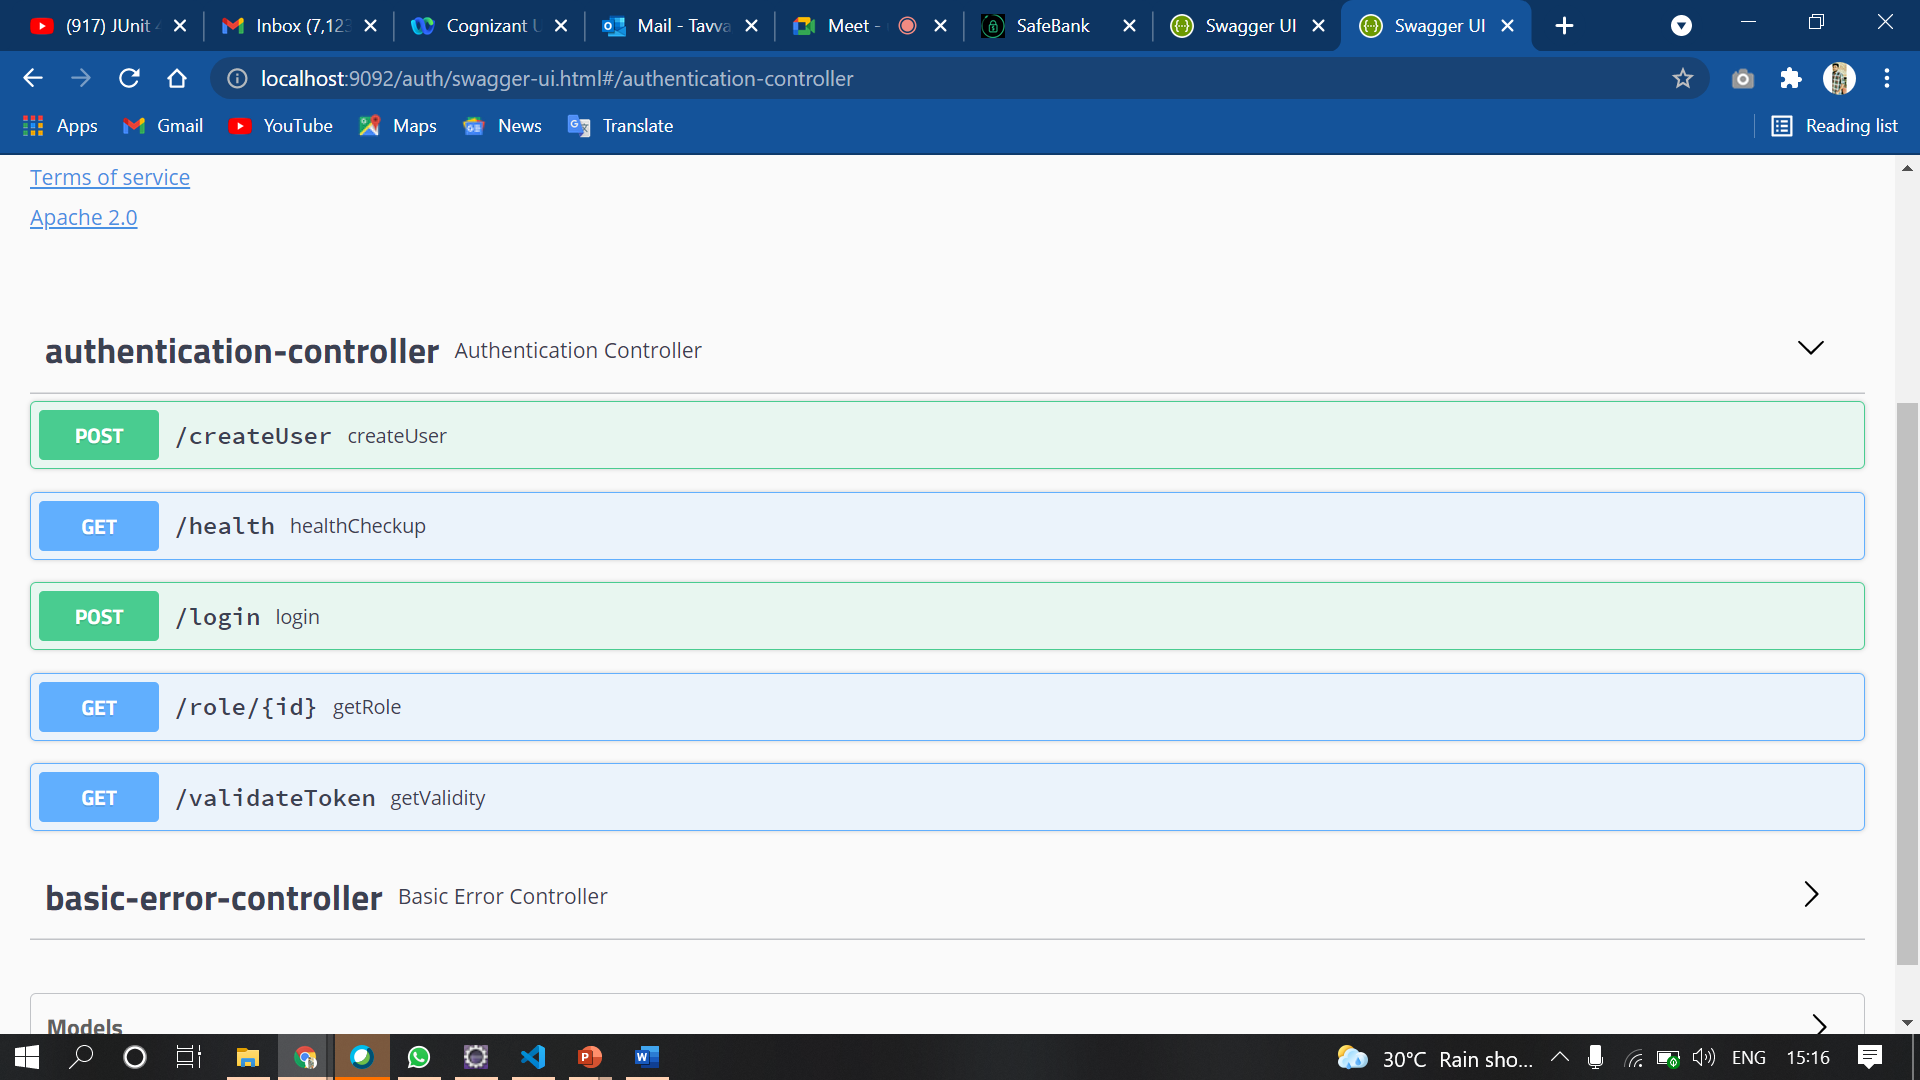 (917) JUnit
Inbox (7,123
Cognizant U
Mail - Tavva
Meet -
SafeBank
Swagger UI
Swagger UI
localhost:9092/auth/swagger-ui.html#/authentication-controller
Apps
Gmail
YouTube
Maps
News
Translate
Reading list
Terms of service
Apache 2.0
authentication-controller Authentication Controller
POST /createUser createUser
GET /health healthCheckup
POST /login login
GET /role/{id} getRole
GET /validateToken getValidity
basic-error-controller Basic Error Controller
Models
30°C Rain sho...
ENG
15:16